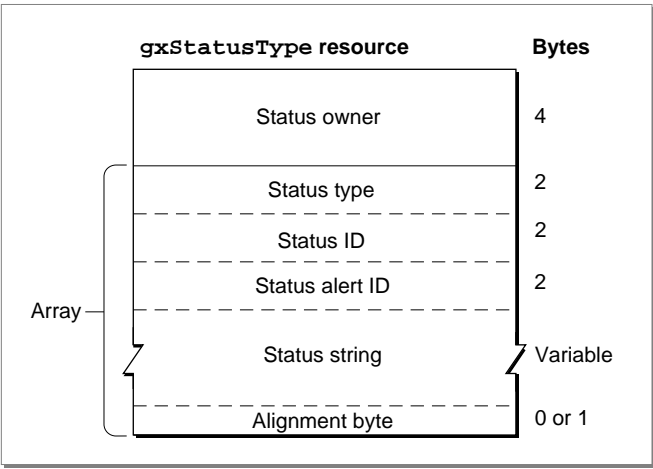 gxStatusType resource Bytes
Status owner 4
Status type 2
Status ID 2
Status alert ID 2
Array
Status string Variable
Alignment byte 0 or 1